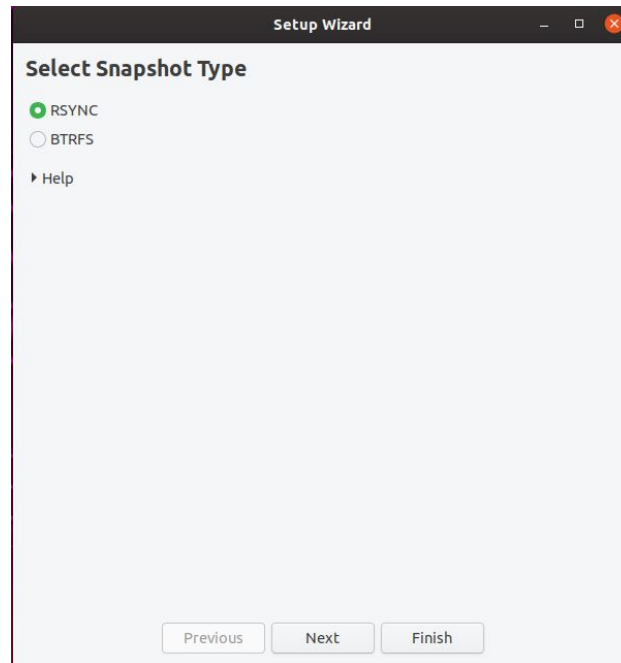 Setup Wizard
Select Snapshot Type
RSYNC
BTRFS
Help
Previous Next Finish